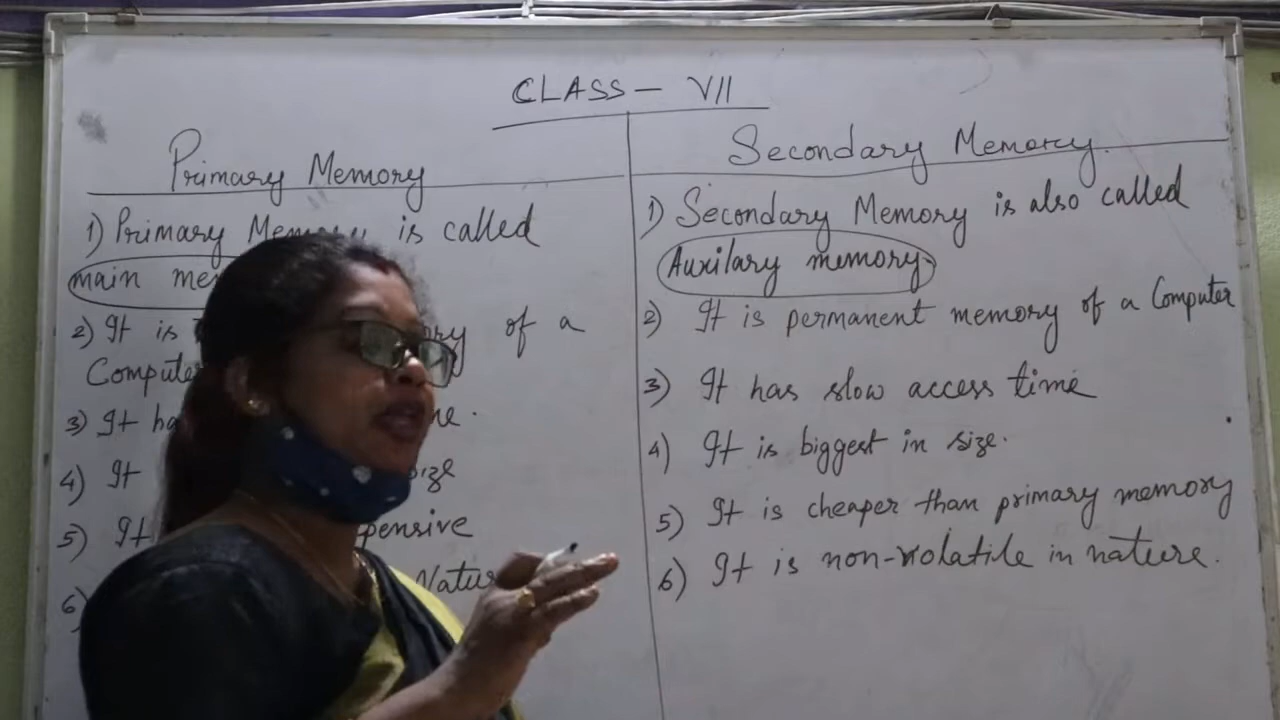 CLASS - VII
Primary Memory
1) Primary Memory is called
main
2) It is of a
Computer
3) It
4) It
5) It
6)
Secondary Memory.
1) Secondary Memory is also called
Auxilary memory
2) It is permanent memory of a Computer
3) It has slow access time
4) It is biggest in size.
5) It is cheaper than primary memory
6) It is non-volatile in nature.